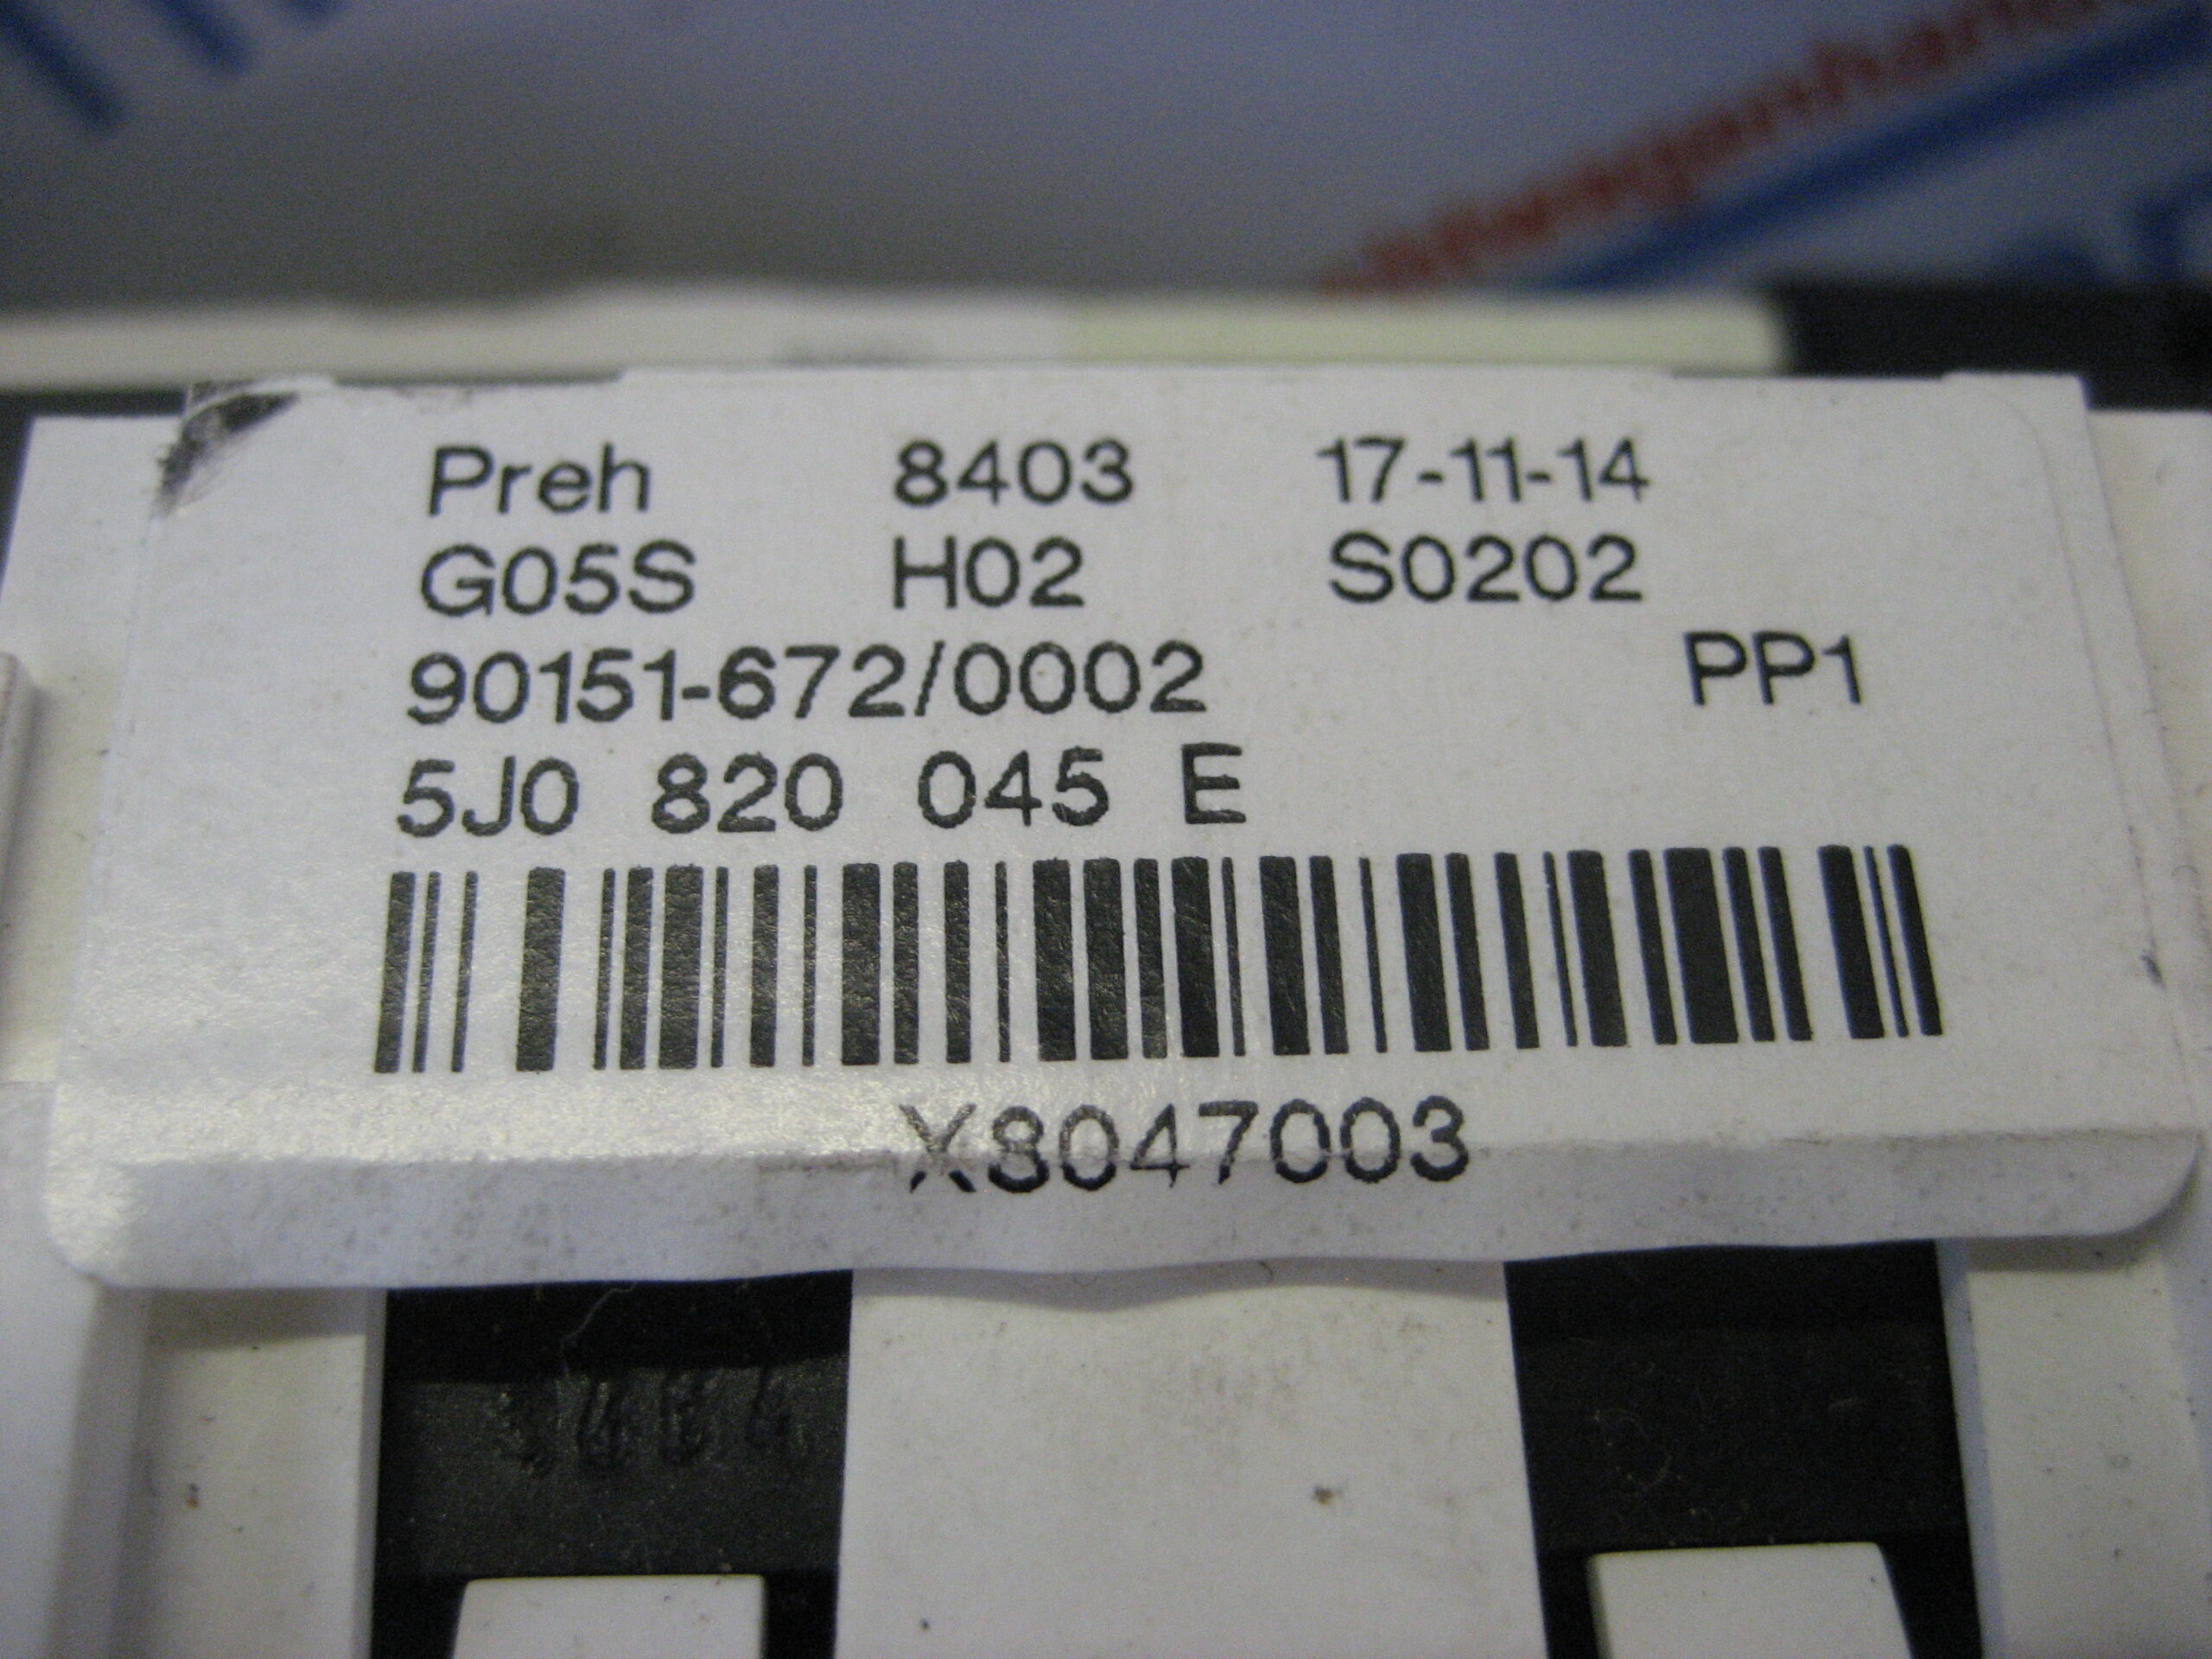 Preh 8403 17-11-14
G05S H02 S0202
90151-672/0002 PP1
5J0 820 045 E
X8047003